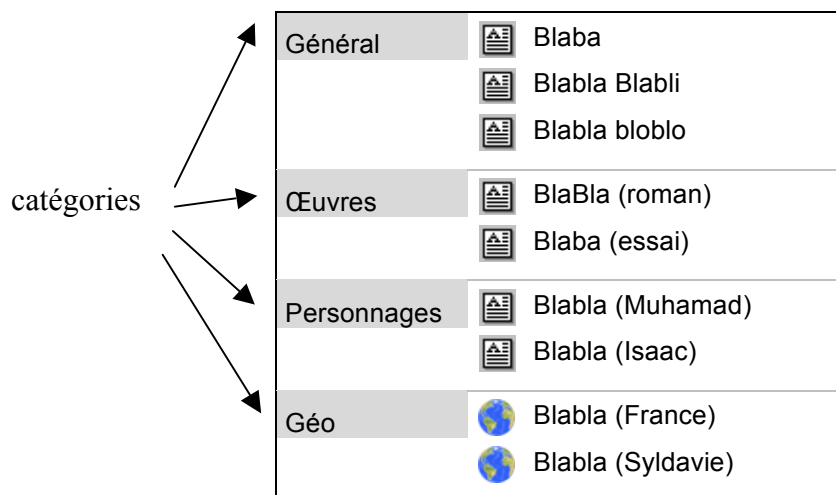 Général
Blaba
Blabla Blabli
Blabla bloblo
catégories
Œuvres
BlaBla (roman)
Blaba (essai)
Personnages
Blabla (Muhamad)
Blabla (Isaac)
Géo
Blabla (France)
Blabla (Syldavie)